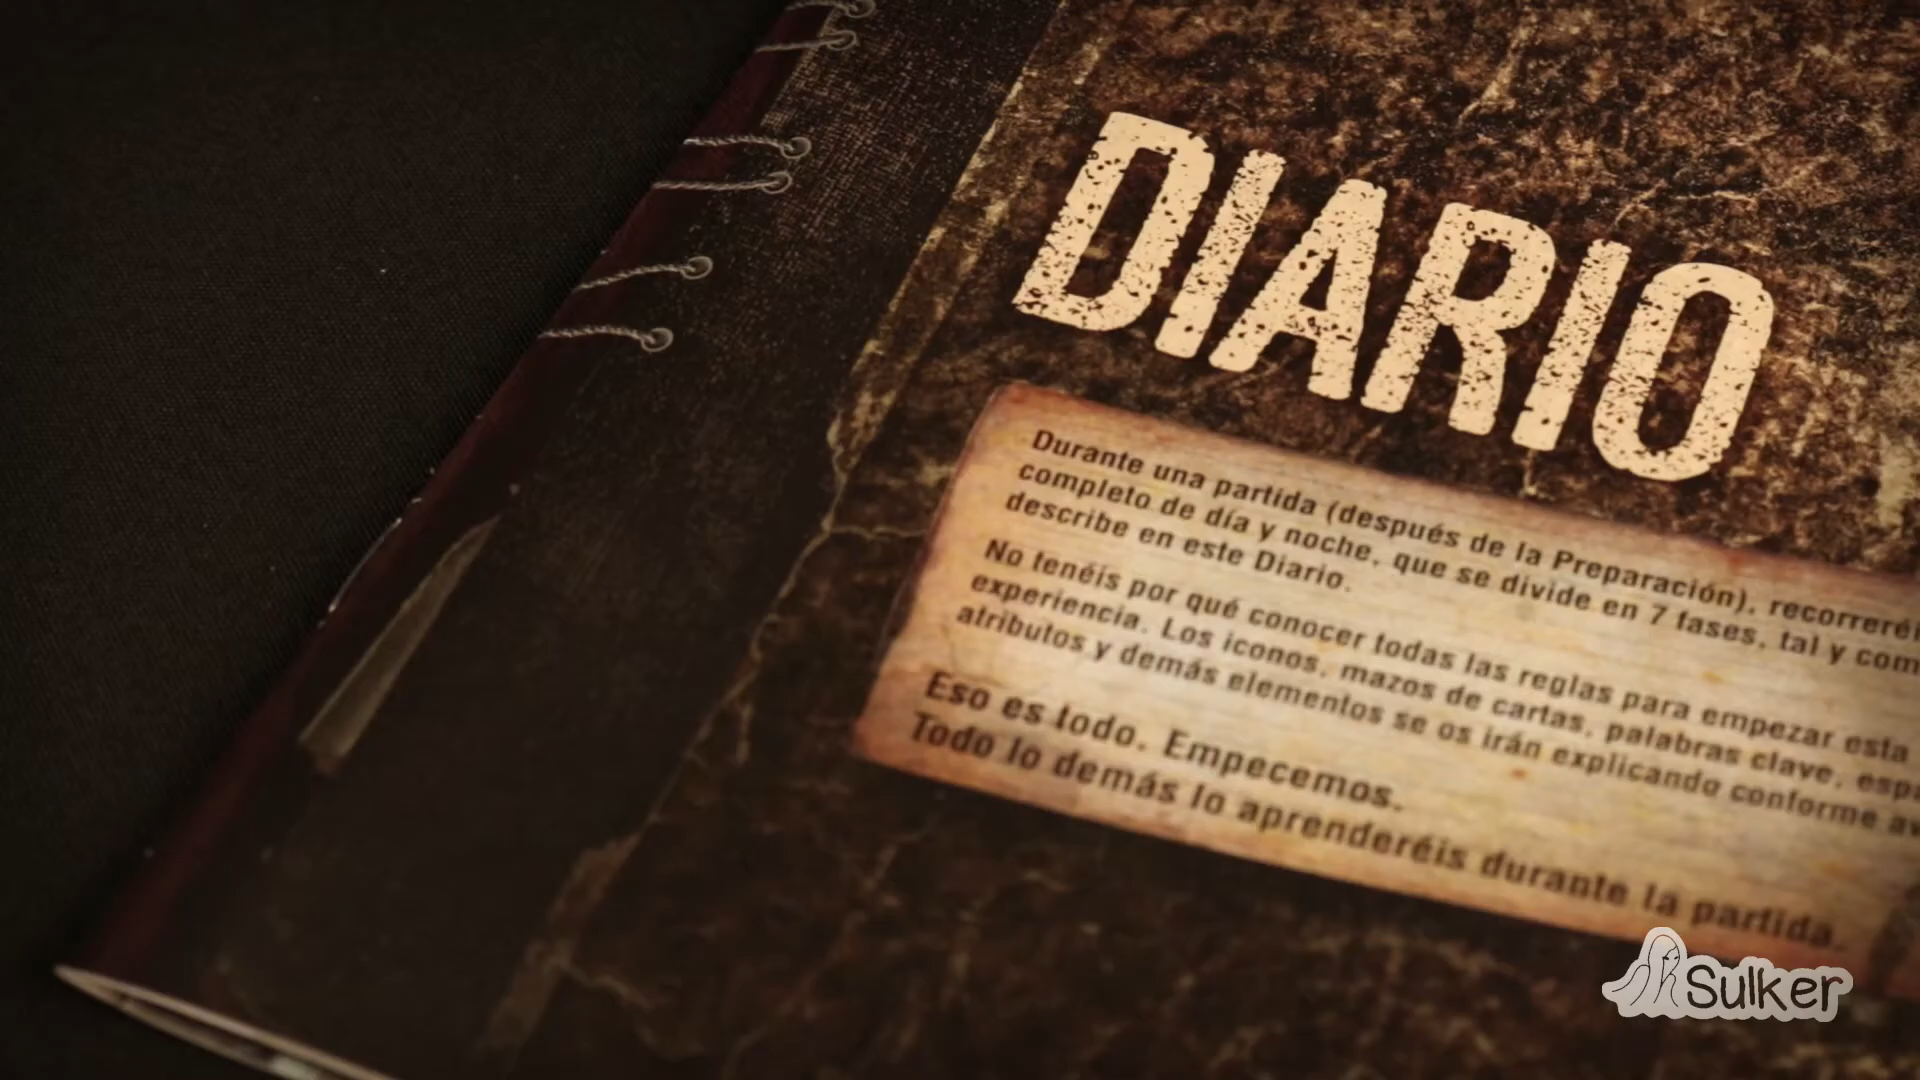 DIARIO
Durante una partida (después de la Preparación), recorreréi
completo de día y noche, que se divide en 7 fases, tal y com
describe en este Diario.
No tenéis por qué conocer todas las reglas para empezar esta
experiencia. Los iconos, mazos de cartas, palabras clave, espa
atributos y demás elementos se os irán explicando conforme av
Eso es todo. Empecemos.
Todo lo demás lo aprenderéis durante la partida.
Sulker